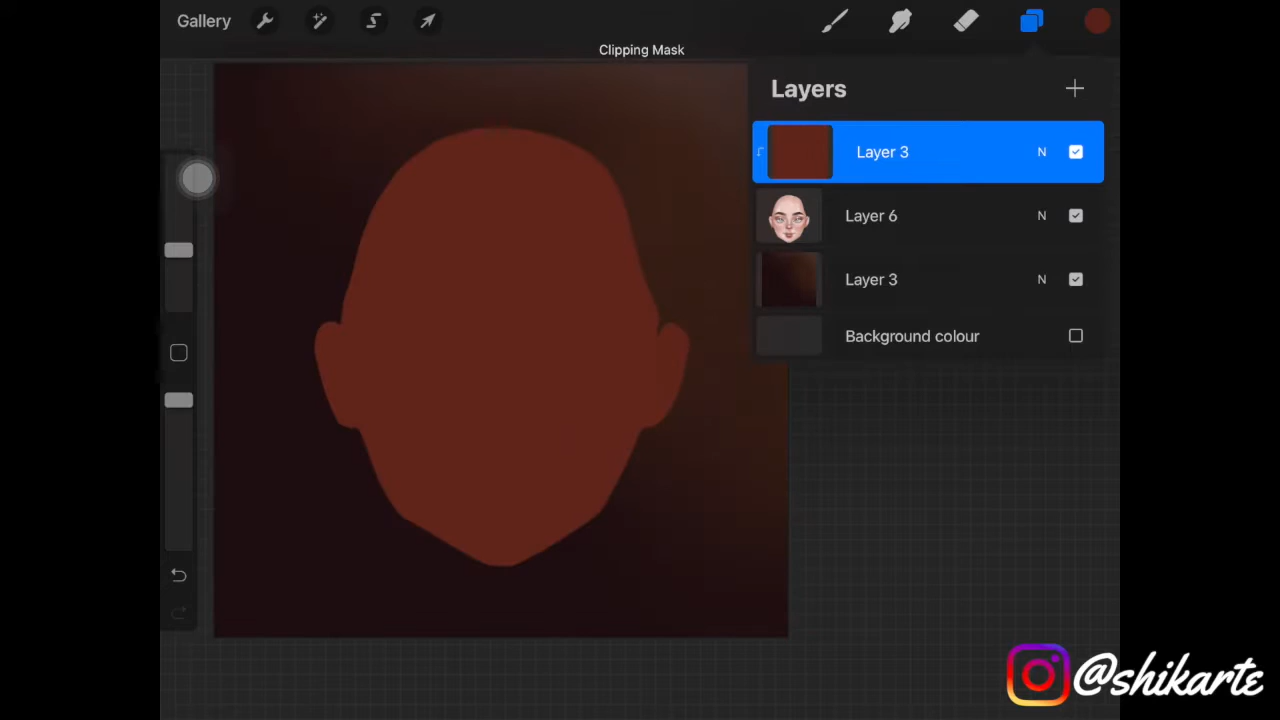 Gallery
Clipping Mask
Layers
Layer 3 N
Layer 6 N
Layer 3 N
Background colour
@shikarte